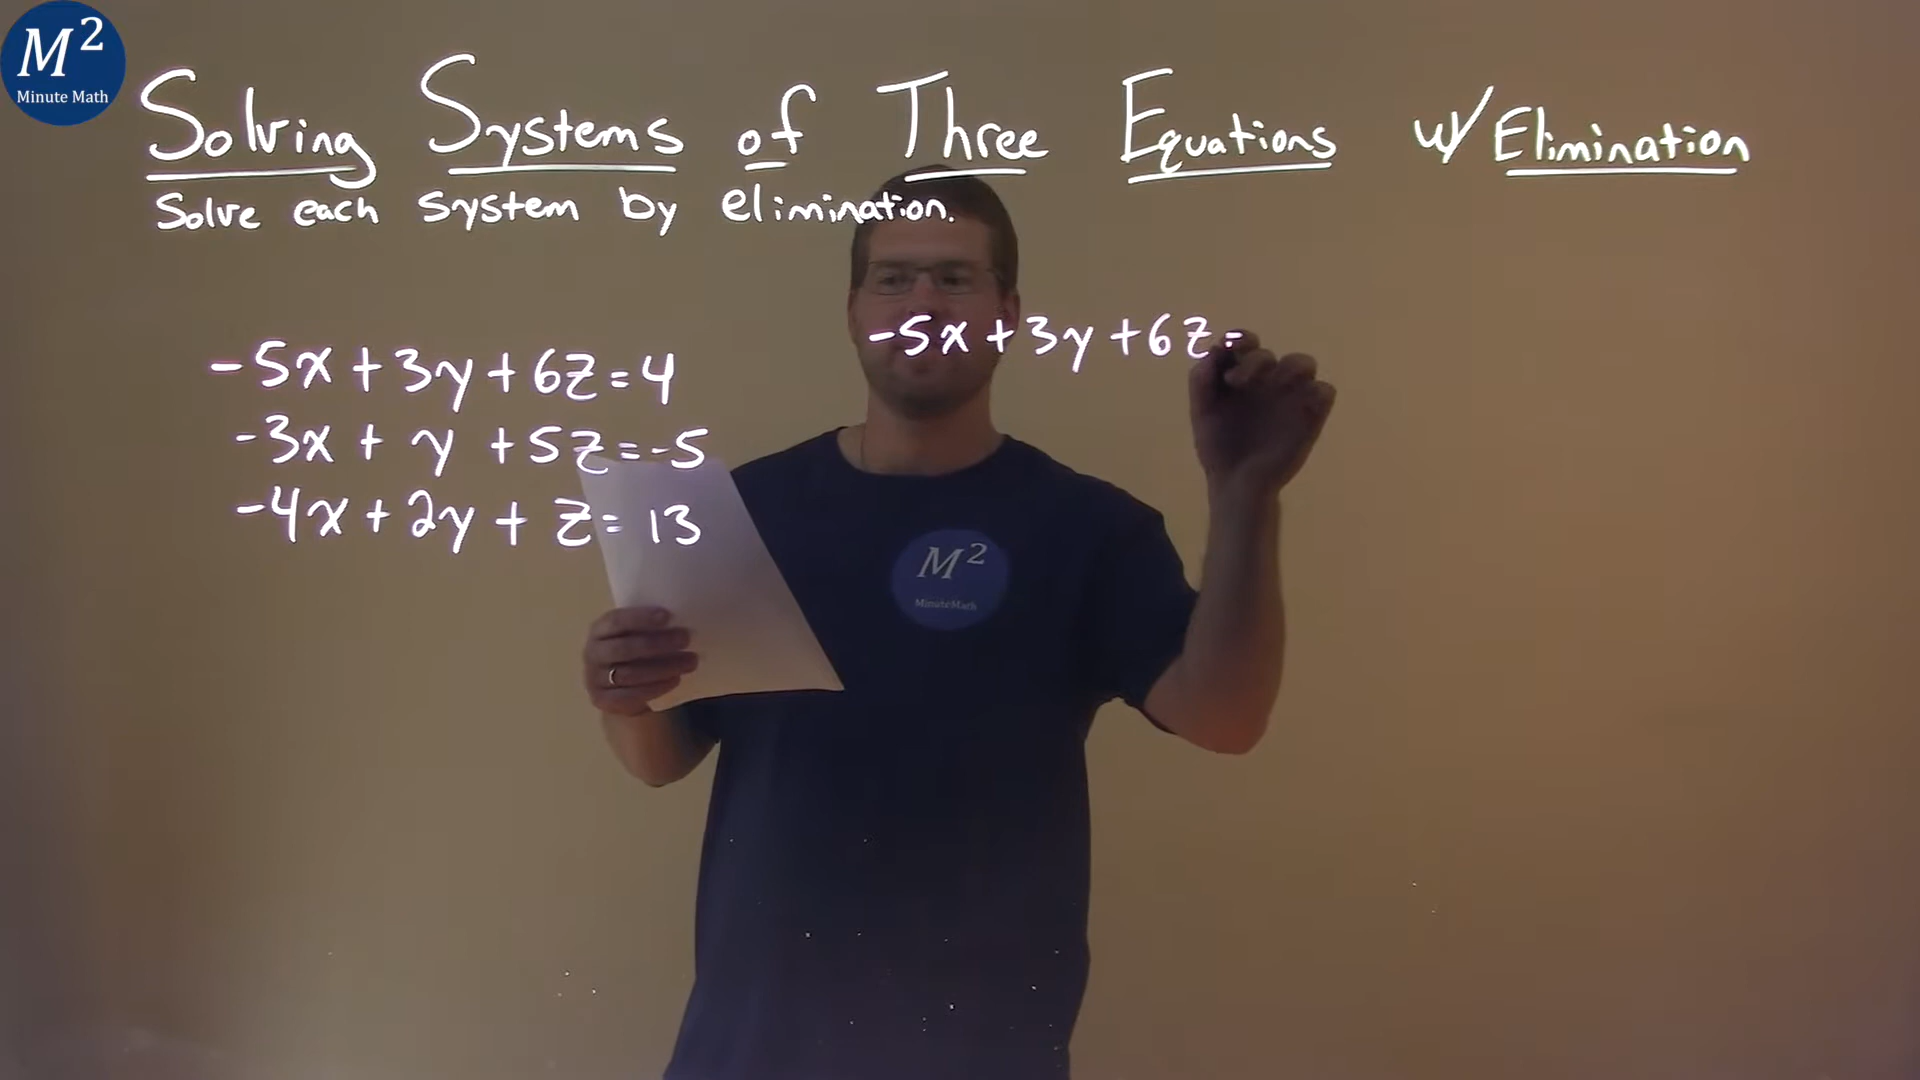 M²
Minute Math
Solving Systems of Three Equations w/ Elimination
Solve each system by elimination.
-5x + 3y + 6z = 4
-3x + y + 5z = -5
-4x + 2y + z = 13
-5x + 3y + 6z =
M²
MinuteMath